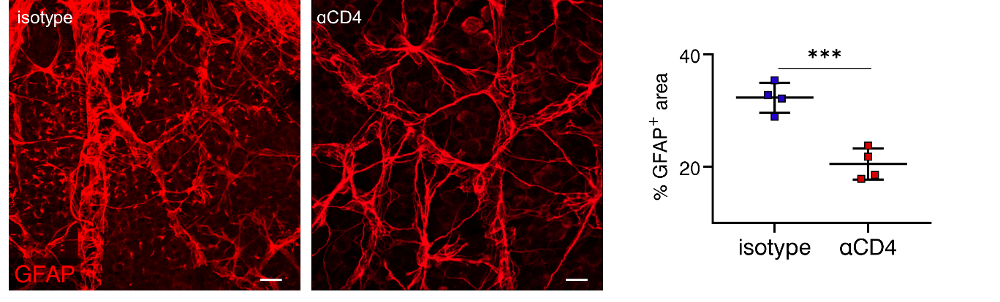 isotype
GFAP
αCD4
***
40
20
% GFAP⁺ area
isotype
αCD4